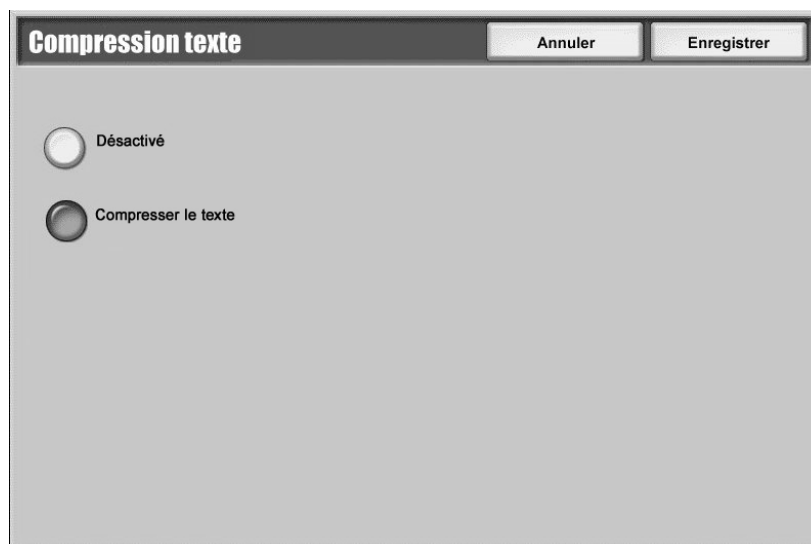 Compression texte
Annuler
Enregistrer
Désactivé
Compresser le texte